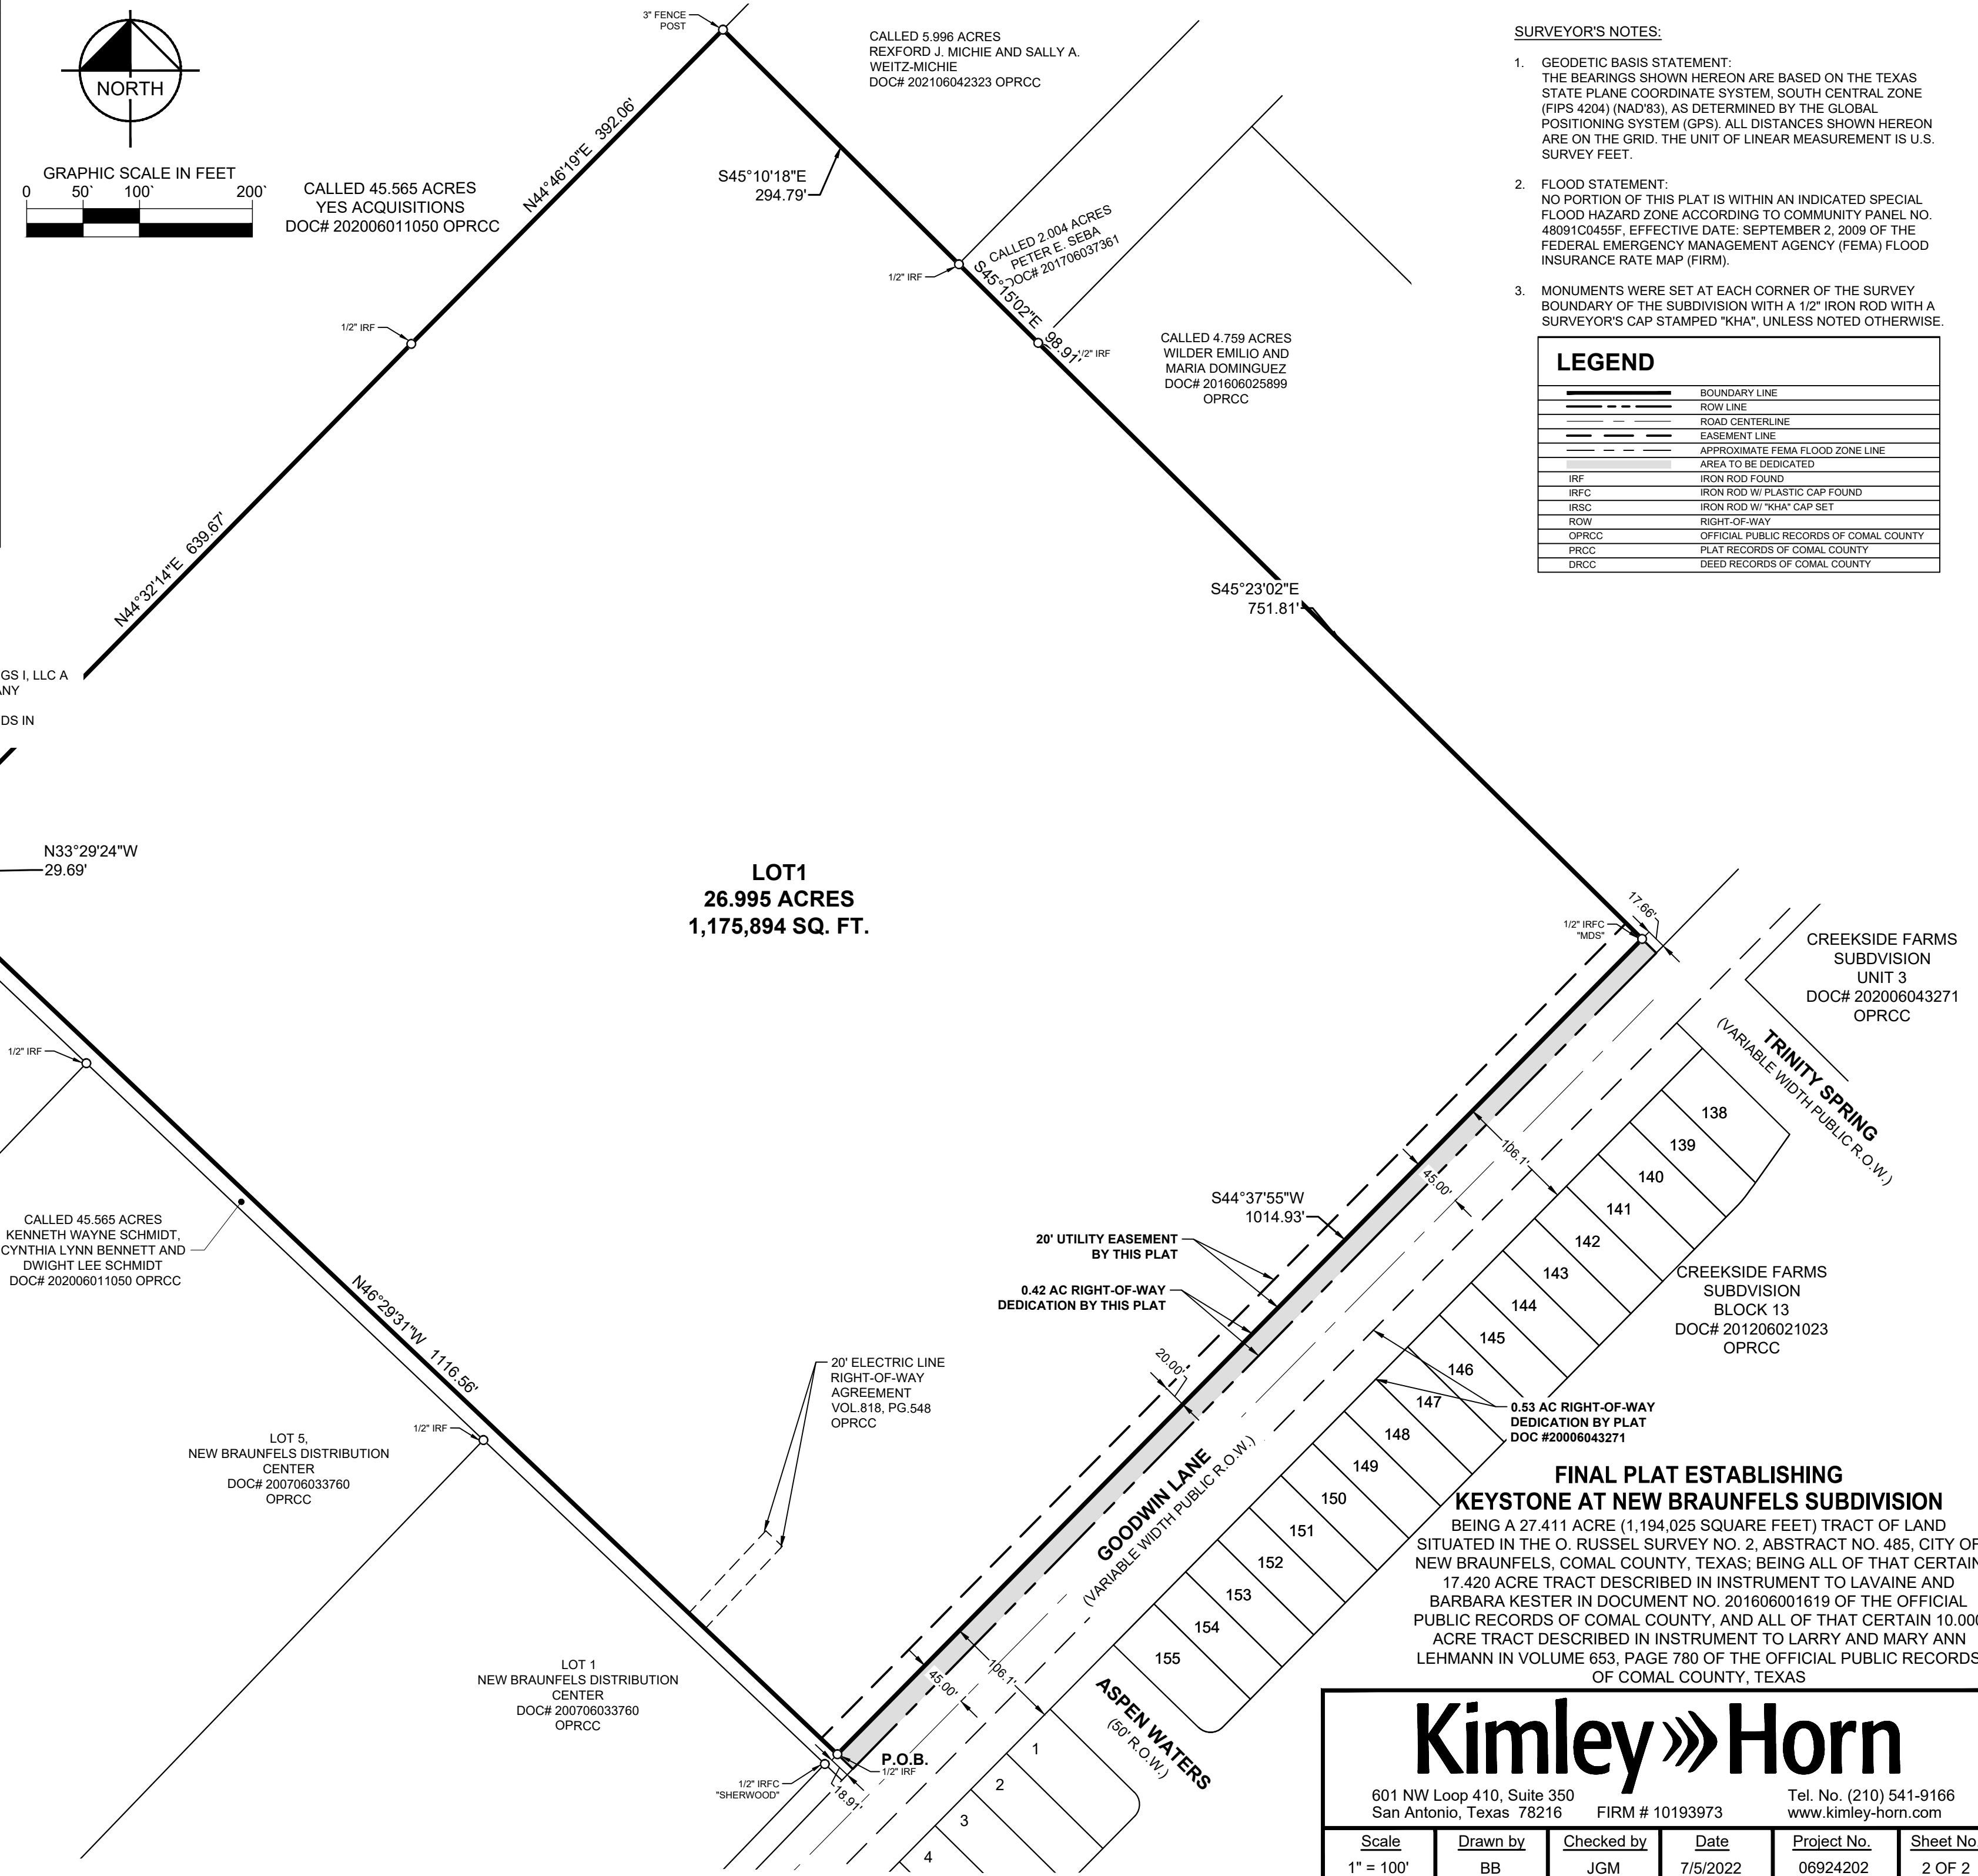 NORTH
GRAPHIC SCALE IN FEET
0 50' 100' 200'
3" FENCE
POST
CALLED 5.996 ACRES
REXFORD J. MICHIE AND SALLY A.
WEITZ-MICHIE
DOC# 202106042323 OPRCC
CALLED 45.565 ACRES
YES ACQUISITIONS
DOC# 202006011050 OPRCC
N44°46'19"E 392.06'
S45°10'18"E
294.79'
CALLED 2.004 ACRES
PETER E. SEBA
DOC# 201706037361
1/2" IRF
S45°15'02"E 98.91'
1/2" IRF
1/2" IRF
CALLED 4.759 ACRES
WILDER EMILIO AND
MARIA DOMINGUEZ
DOC# 201606025899
OPRCC
N44°32'14"E 639.67'
S45°23'02"E
751.81'
GS I, LLC A
ANY
DS IN
N33°29'24"W
29.69'
LOT1
26.995 ACRES
1,175,894 SQ. FT.
SURVEYOR'S NOTES:
1. GEODETIC BASIS STATEMENT:
THE BEARINGS SHOWN HEREON ARE BASED ON THE TEXAS
STATE PLANE COORDINATE SYSTEM, SOUTH CENTRAL ZONE
(FIPS 4204) (NAD'83), AS DETERMINED BY THE GLOBAL
POSITIONING SYSTEM (GPS). ALL DISTANCES SHOWN HEREON
ARE ON THE GRID. THE UNIT OF LINEAR MEASUREMENT IS U.S.
SURVEY FEET.
2. FLOOD STATEMENT:
NO PORTION OF THIS PLAT IS WITHIN AN INDICATED SPECIAL
FLOOD HAZARD ZONE ACCORDING TO COMMUNITY PANEL NO.
48091C0455F, EFFECTIVE DATE: SEPTEMBER 2, 2009 OF THE
FEDERAL EMERGENCY MANAGEMENT AGENCY (FEMA) FLOOD
INSURANCE RATE MAP (FIRM).
3. MONUMENTS WERE SET AT EACH CORNER OF THE SURVEY
BOUNDARY OF THE SUBDIVISION WITH A 1/2" IRON ROD WITH A
SURVEYOR'S CAP STAMPED "KHA", UNLESS NOTED OTHERWISE.
LEGEND
BOUNDARY LINE
ROW LINE
ROAD CENTERLINE
EASEMENT LINE
APPROXIMATE FEMA FLOOD ZONE LINE
AREA TO BE DEDICATED
IRF IRON ROD FOUND
IRFC IRON ROD W/ PLASTIC CAP FOUND
IRSC IRON ROD W/ "KHA" CAP SET
ROW RIGHT-OF-WAY
OPRCC OFFICIAL PUBLIC RECORDS OF COMAL COUNTY
PRCC PLAT RECORDS OF COMAL COUNTY
DRCC DEED RECORDS OF COMAL COUNTY
17.66'
1/2" IRFC
"MDS"
CREEKSIDE FARMS
SUBDVISION
UNIT 3
DOC# 202006043271
OPRCC
TRINITY SPRING
(VARIABLE WIDTH PUBLIC R.O.W.)
138
139
140
141
142
143
144
145
146
147
148
149
150
151
152
153
154
155
106.1'
45.00'
S44°37'55"W
1014.93'
20' UTILITY EASEMENT
BY THIS PLAT
0.42 AC RIGHT-OF-WAY
DEDICATION BY THIS PLAT
20.00'
CREEKSIDE FARMS
SUBDVISION
BLOCK 13
DOC# 201206021023
OPRCC
0.53 AC RIGHT-OF-WAY
DEDICATION BY PLAT
DOC #20006043271
GOODWIN LANE
(VARIABLE WIDTH PUBLIC R.O.W.)
1/2" IRF
CALLED 45.565 ACRES
KENNETH WAYNE SCHMIDT,
CYNTHIA LYNN BENNETT AND
DWIGHT LEE SCHMIDT
DOC# 202006011050 OPRCC
N46°29'31"W 1116.56'
1/2" IRF
LOT 5,
NEW BRAUNFELS DISTRIBUTION
CENTER
DOC# 200706033760
OPRCC
20' ELECTRIC LINE
RIGHT-OF-WAY
AGREEMENT
VOL.818, PG.548
OPRCC
LOT 1
NEW BRAUNFELS DISTRIBUTION
CENTER
DOC# 200706033760
OPRCC
45.00'
106.1'
P.O.B.
1/2" IRF
1/2" IRFC
"SHERWOOD"
18.91'
ASPEN WATERS
(50' R.O.W.)
1
2
3
4
FINAL PLAT ESTABLISHING
KEYSTONE AT NEW BRAUNFELS SUBDIVISION
BEING A 27.411 ACRE (1,194,025 SQUARE FEET) TRACT OF LAND
SITUATED IN THE O. RUSSEL SURVEY NO. 2, ABSTRACT NO. 485, CITY OF
NEW BRAUNFELS, COMAL COUNTY, TEXAS; BEING ALL OF THAT CERTAIN
17.420 ACRE TRACT DESCRIBED IN INSTRUMENT TO LAVAINE AND
BARBARA KESTER IN DOCUMENT NO. 201606001619 OF THE OFFICIAL
PUBLIC RECORDS OF COMAL COUNTY, AND ALL OF THAT CERTAIN 10.000
ACRE TRACT DESCRIBED IN INSTRUMENT TO LARRY AND MARY ANN
LEHMANN IN VOLUME 653, PAGE 780 OF THE OFFICIAL PUBLIC RECORDS
OF COMAL COUNTY, TEXAS
Kimley»Horn
601 NW Loop 410, Suite 350
San Antonio, Texas 78216 FIRM # 10193973
Tel. No. (210) 541-9166
www.kimley-horn.com
Scale Drawn by Checked by Date Project No. Sheet No.
1" = 100' BB JGM 7/5/2022 06924202 2 OF 2